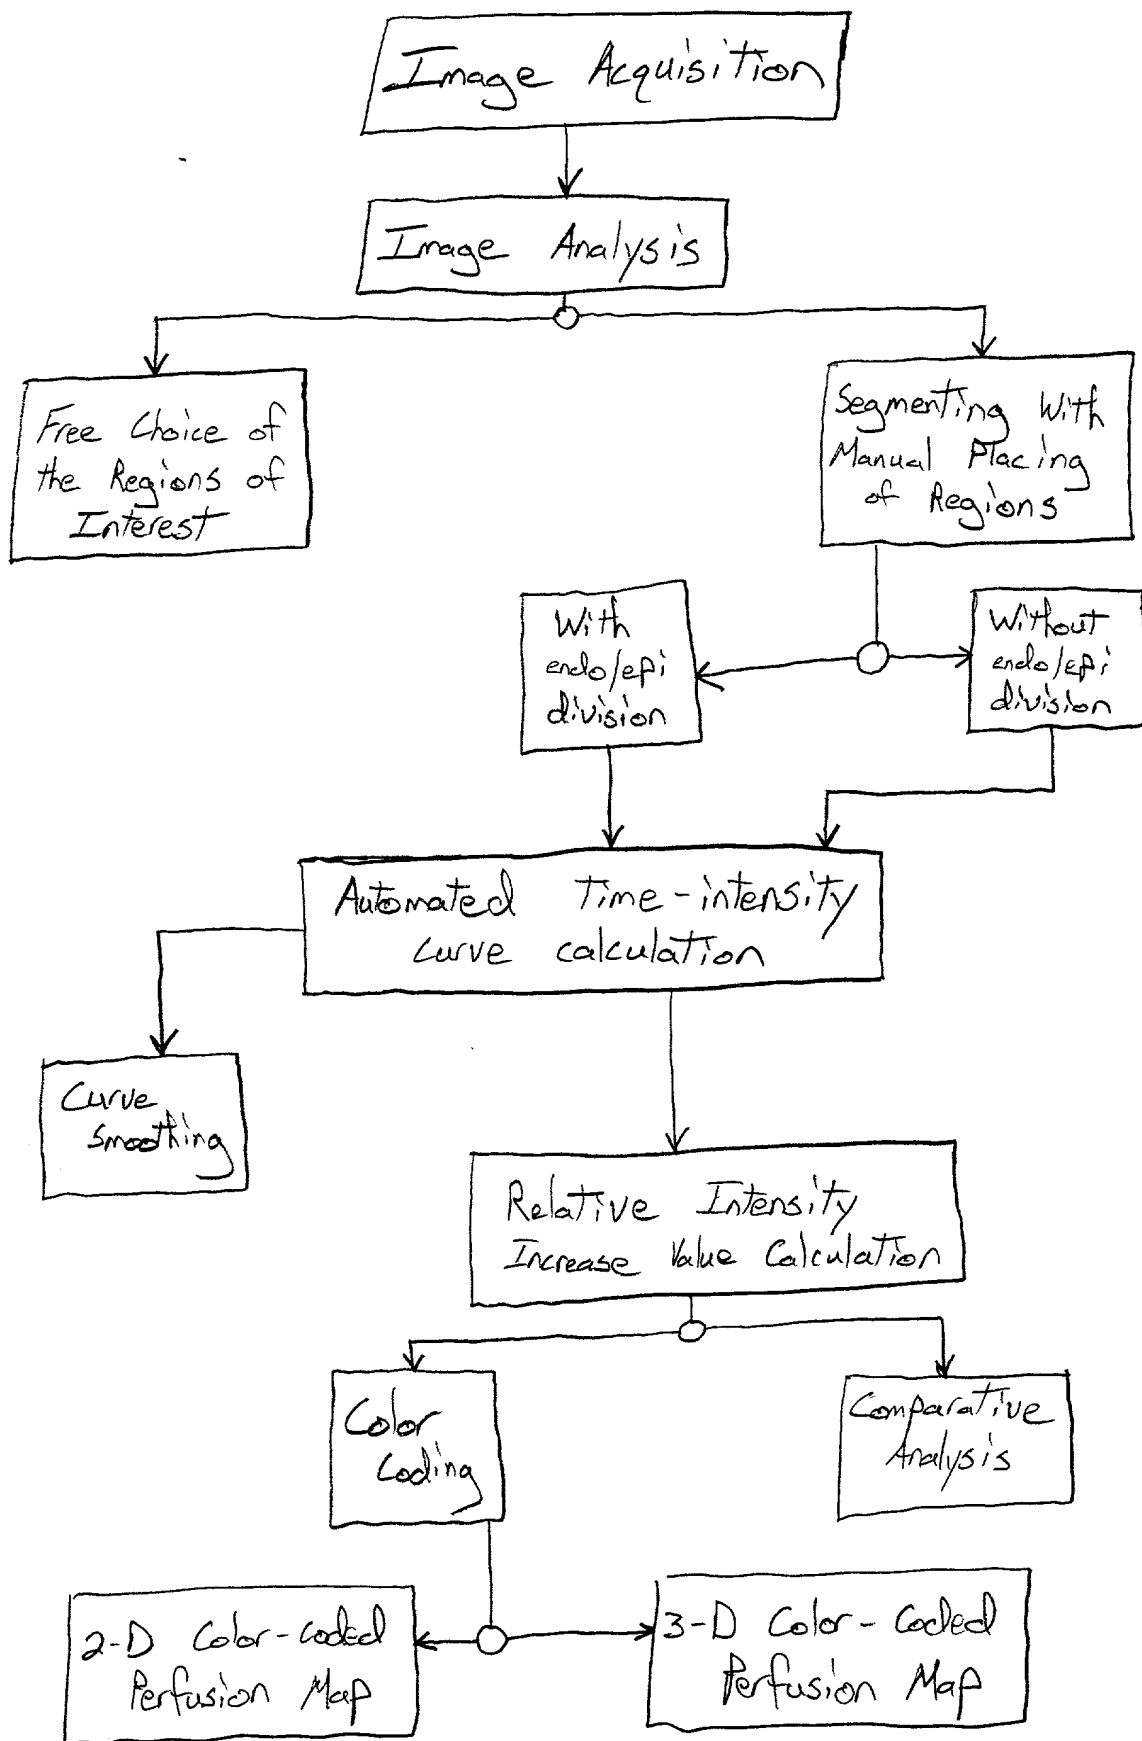 Image Acquisition
Image Analysis
Free Choice of
the Regions of
Interest
Segmenting With
Manual Placing
of Regions
With
endo/epi
division
Without
endo/epi
division
Automated Time-intensity
curve calculation
Curve
smoothing
Relative Intensity
Increase Value Calculation
Color
Coding
Comparative
Analysis
2-D Color-Coded
Perfusion Map
3-D Color-Coded
Perfusion Map